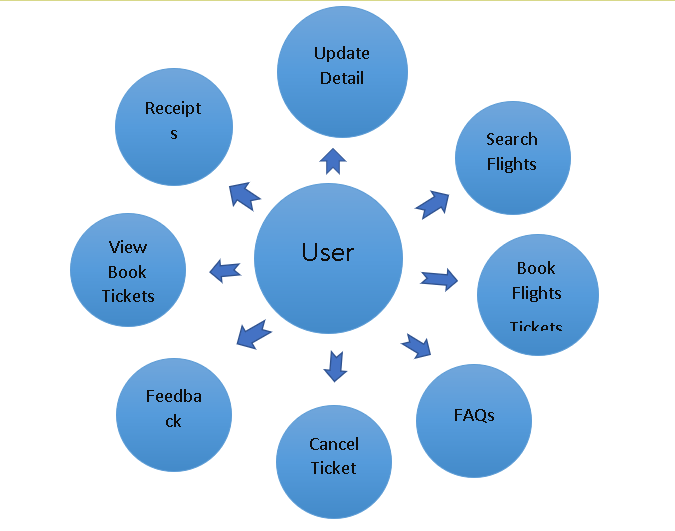 Update
Detail
Receipt
s
Search
Flights
User
View
Book
Tickets
Book
Flights
Tickets
Feedba
ck
FAQs
Cancel
Ticket